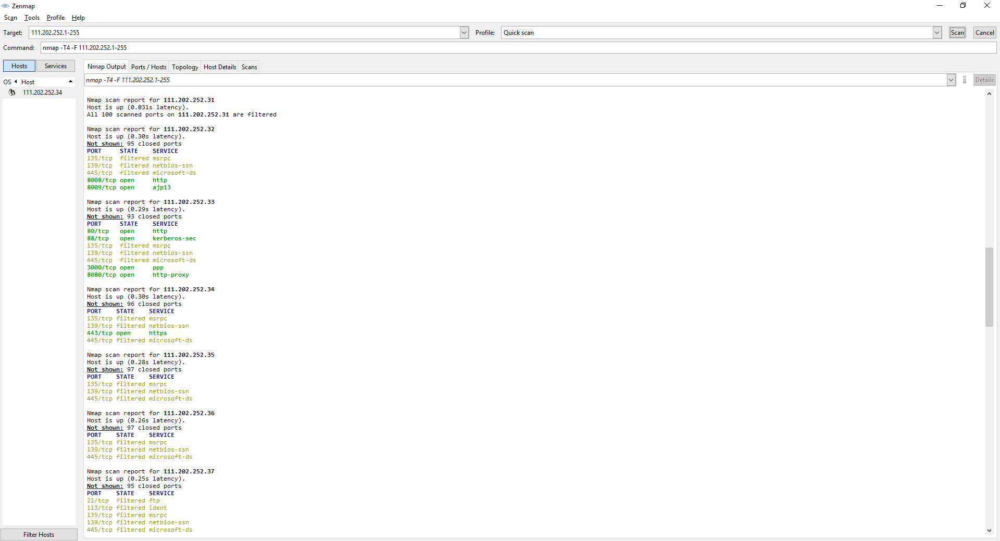 Zenmap
Scan Tools Profile Help
Target: 111.202.252.1-255 Profile: Quick scan Scan Cancel
Command: nmap -T4 -F 111.202.252.1-255
Hosts Services
Nmap Output Ports / Hosts Topology Host Details Scans
OS Host
nmap -T4 -F 111.202.252.1-255 Details
111.202.252.34
Nmap scan report for 111.202.252.31
Host is up (0.031s latency).
All 100 scanned ports on 111.202.252.31 are filtered
Nmap scan report for 111.202.252.32
Host is up (0.30s latency).
Not shown: 95 closed ports
PORT STATE SERVICE
135/tcp filtered msrpc
139/tcp filtered netbios-ssn
445/tcp filtered microsoft-ds
8008/tcp open http
8009/tcp open ajp13
Nmap scan report for 111.202.252.33
Host is up (0.29s latency).
Not shown: 93 closed ports
PORT STATE SERVICE
80/tcp open http
88/tcp open kerberos-sec
135/tcp filtered msrpc
139/tcp filtered netbios-ssn
445/tcp filtered microsoft-ds
3000/tcp open ppp
8080/tcp open http-proxy
Nmap scan report for 111.202.252.34
Host is up (0.30s latency).
Not shown: 96 closed ports
PORT STATE SERVICE
135/tcp filtered msrpc
139/tcp filtered netbios-ssn
443/tcp open https
445/tcp filtered microsoft-ds
Nmap scan report for 111.202.252.35
Host is up (0.28s latency).
Not shown: 97 closed ports
PORT STATE SERVICE
135/tcp filtered msrpc
139/tcp filtered netbios-ssn
445/tcp filtered microsoft-ds
Nmap scan report for 111.202.252.36
Host is up (0.26s latency).
Not shown: 97 closed ports
PORT STATE SERVICE
135/tcp filtered msrpc
139/tcp filtered netbios-ssn
445/tcp filtered microsoft-ds
Nmap scan report for 111.202.252.37
Host is up (0.25s latency).
Not shown: 95 closed ports
PORT STATE SERVICE
21/tcp filtered ftp
113/tcp filtered ident
135/tcp filtered msrpc
139/tcp filtered netbios-ssn
445/tcp filtered microsoft-ds
Filter Hosts